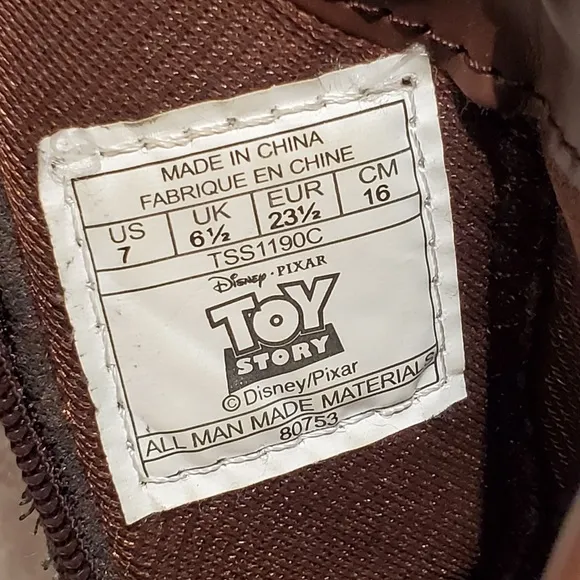 MADE IN CHINA
FABRIQUE EN CHINE
US UK EUR CM
7 6½ 23½ 16
TSS1190C
Disney · PIXAR
TOY
STORY
©Disney/Pixar
ALL MAN MADE MATERIALS
80753